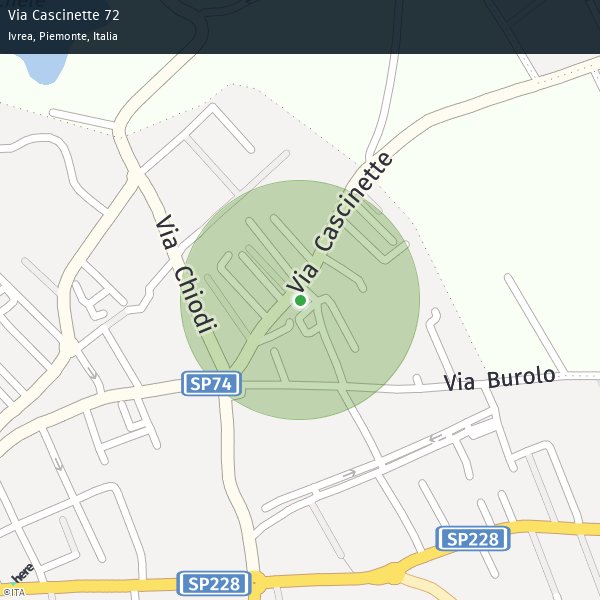 Via Cascinette 72
Ivrea, Piemonte, Italia
Via Cascinette
Via Chiodi
SP74
Via Burolo
SP228
SP228
here
©ITA